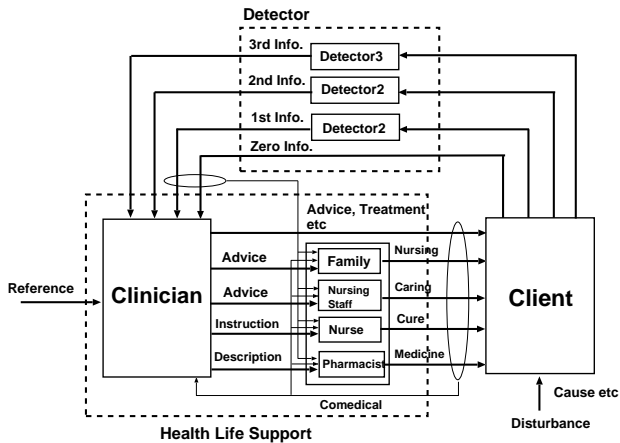 Detector
3rd Info.
Detector3
2nd Info.
Detector2
1st Info.
Detector2
Zero Info.
Advice, Treatment
etc
Advice
Family
Nursing
Reference
Clinician
Advice
Nursing
Staff
Caring
Client
Instruction
Nurse
Cure
Description
Pharmacist
Medicine
Comedical
Cause etc
Disturbance
Health Life Support